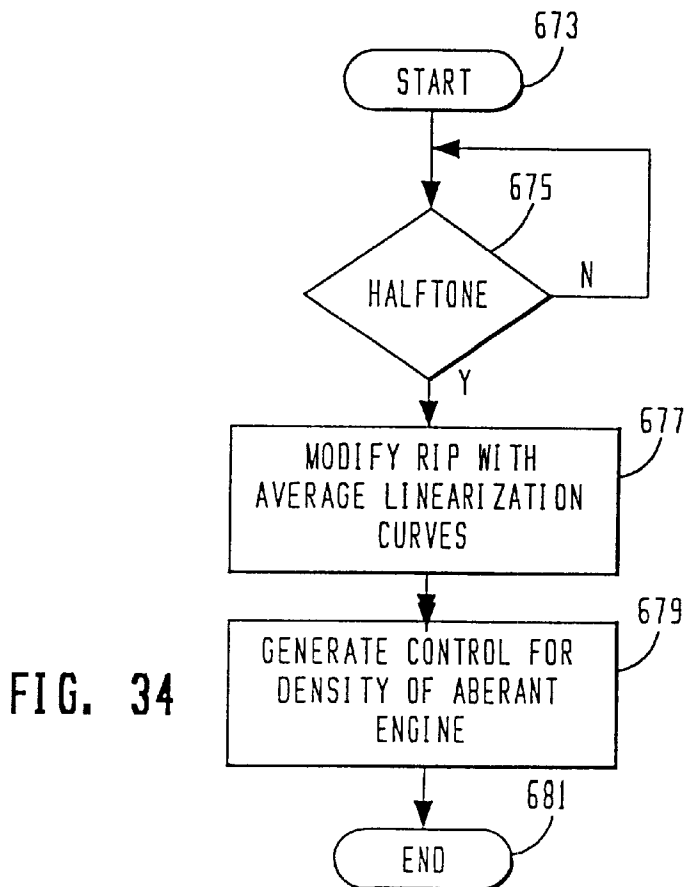 673
START
675
HALFTONE
N
Y
677
MODIFY RIP WITH
AVERAGE LINEARIZATION
CURVES
679
GENERATE CONTROL FOR
DENSITY OF ABERANT
ENGINE
FIG. 34
681
END